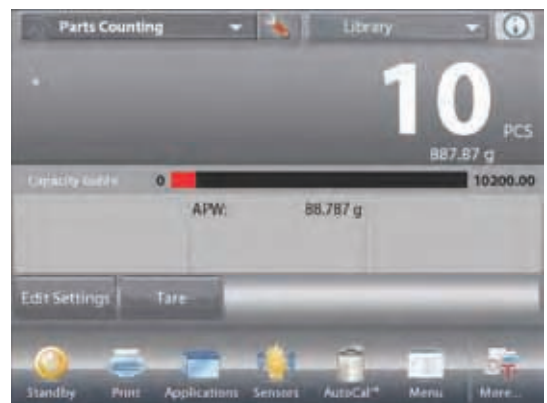 Parts Counting Library
10
PCS
887.87 g
Capacity Guide 0 10200.00
APW: 88.787 g
Edit Settings Tare
Standby Print Applications Sensors AutoCal™ Menu More...